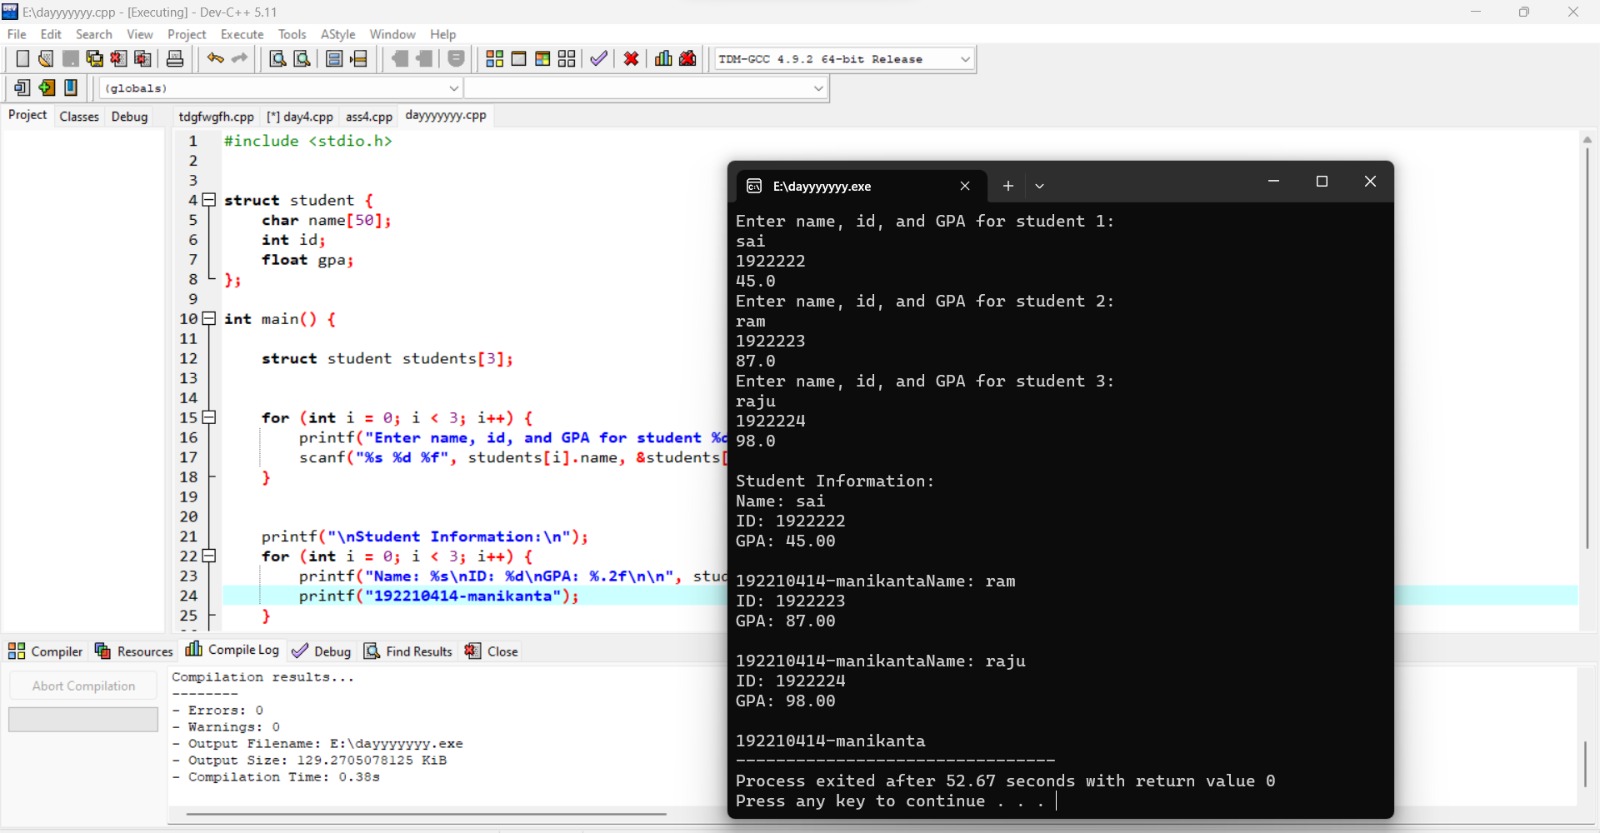 E:\dayyyyyyy.cpp - [Executing] - Dev-C++ 5.11
File Edit Search View Project Execute Tools AStyle Window Help
TDM-GCC 4.9.2 64-bit Release
(globals)
Project Classes Debug
tdgfwgfh.cpp [*] day4.cpp ass4.cpp dayyyyyyy.cpp
1 #include <stdio.h>
2
3
4 struct student {
5 char name[50];
6 int id;
7 float gpa;
8 };
9
10 int main() {
11
12 struct student students[3];
13
14
15 for (int i = 0; i < 3; i++) {
16 printf("Enter name, id, and GPA for student %d
17 scanf("%s %d %f", students[i].name, &students[
18 }
19
20
21 printf("\nStudent Information:\n");
22 for (int i = 0; i < 3; i++) {
23 printf("Name: %s\nID: %d\nGPA: %.2f\n\n", stud
24 printf("192210414-manikanta");
25 }
E:\dayyyyyyy.exe
Enter name, id, and GPA for student 1:
sai
1922222
45.0
Enter name, id, and GPA for student 2:
ram
1922223
87.0
Enter name, id, and GPA for student 3:
raju
1922224
98.0
Student Information:
Name: sai
ID: 1922222
GPA: 45.00
192210414-manikantaName: ram
ID: 1922223
GPA: 87.00
192210414-manikantaName: raju
ID: 1922224
GPA: 98.00
192210414-manikanta
--------------------------------
Process exited after 52.67 seconds with return value 0
Press any key to continue . . .
Compiler Resources Compile Log Debug Find Results Close
Abort Compilation
Compilation results...
--------
- Errors: 0
- Warnings: 0
- Output Filename: E:\dayyyyyyy.exe
- Output Size: 129.2705078125 KiB
- Compilation Time: 0.38s